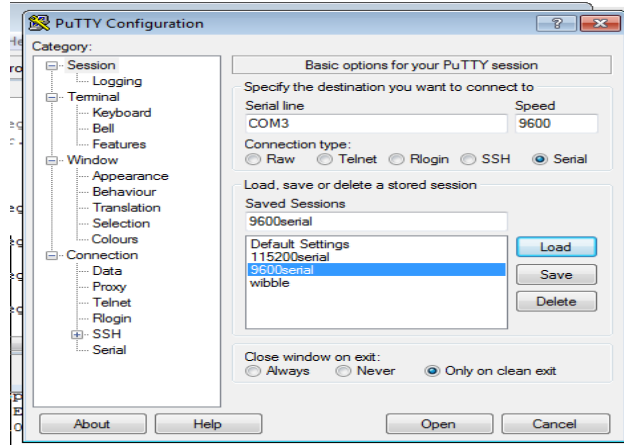 PuTTY Configuration
Category:
Session
Logging
Terminal
Keyboard
Bell
Features
Window
Appearance
Behaviour
Translation
Selection
Colours
Connection
Data
Proxy
Telnet
Rlogin
SSH
Serial
Basic options for your PuTTY session
Specify the destination you want to connect to
Serial line Speed
COM3 9600
Connection type:
Raw Telnet Rlogin SSH Serial
Load, save or delete a stored session
Saved Sessions
9600serial
Default Settings
115200serial
9600serial
wibble
Load
Save
Delete
Close window on exit:
Always Never Only on clean exit
About Help Open Cancel